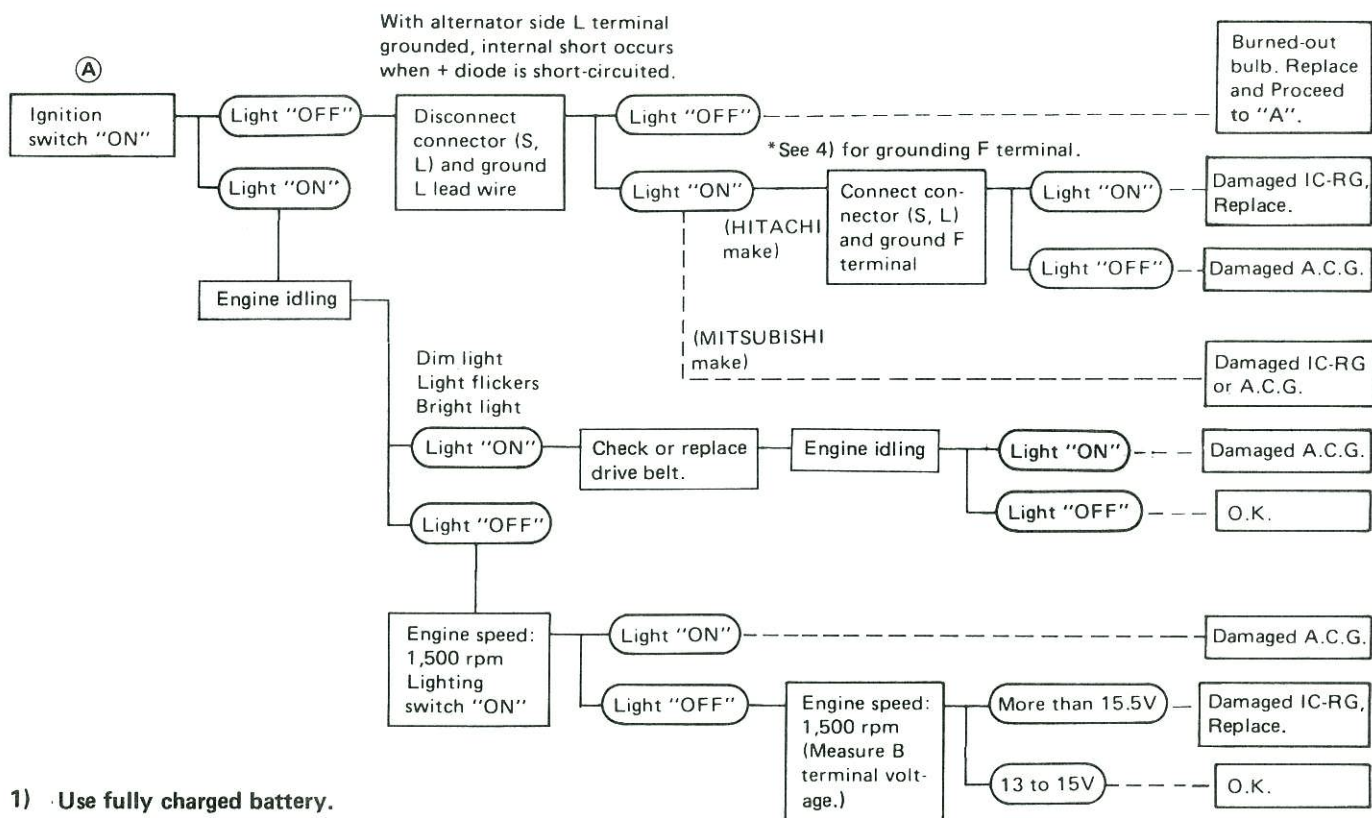 With alternator side L terminal
grounded, internal short occurs
when + diode is short-circuited.
A
Ignition
switch "ON"
Light "OFF"
Light "ON"
Disconnect
connector (S,
L) and ground
L lead wire
Light "OFF"
Burned-out
bulb. Replace
and Proceed
to "A".
*See 4) for grounding F terminal.
Light "ON"
(HITACHI
make)
Connect con-
nector (S, L)
and ground F
terminal
Light "ON"
Damaged IC-RG,
Replace.
Light "OFF"
Damaged A.C.G.
(MITSUBISHI
make)
Damaged IC-RG
or A.C.G.
Engine idling
Dim light
Light flickers
Bright light
Light "ON"
Check or replace
drive belt.
Engine idling
Light "ON"
Damaged A.C.G.
Light "OFF"
O.K.
Light "OFF"
Engine speed:
1,500 rpm
Lighting
switch "ON"
Light "ON"
Damaged A.C.G.
Light "OFF"
Engine speed:
1,500 rpm
(Measure B
terminal volt-
age.)
More than 15.5V
Damaged IC-RG,
Replace.
13 to 15V
O.K.
1) Use fully charged battery.